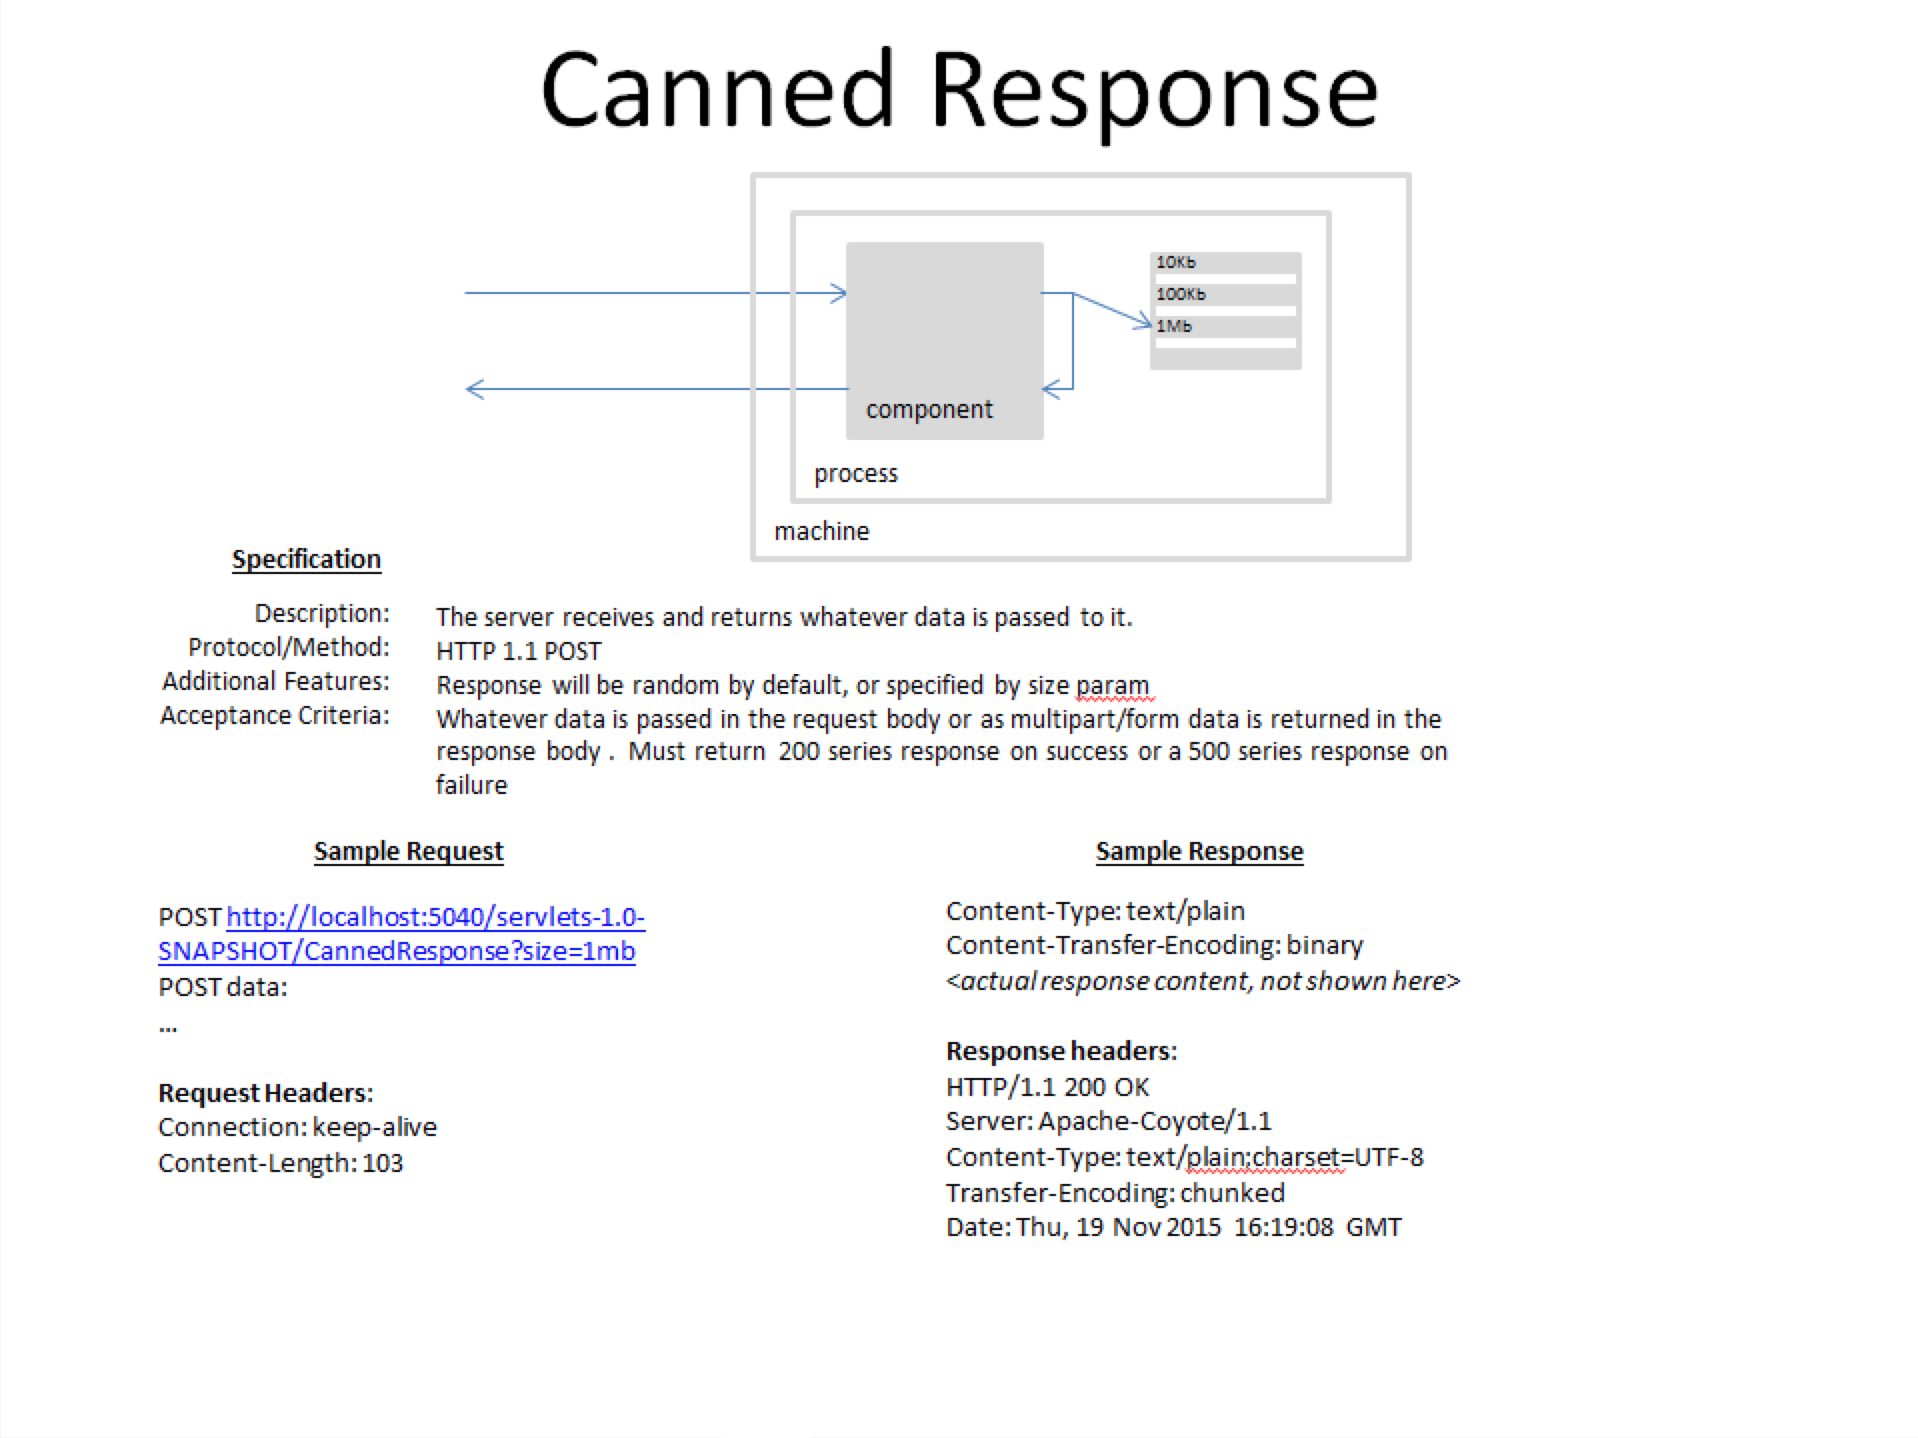 Canned Response
10Kb
100Kb
1Mb
component
process
machine
Specification
Description:
The server receives and returns whatever data is passed to it.
Protocol/Method:
HTTP 1.1 POST
Additional Features:
Response will be random by default, or specified by size param
Acceptance Criteria:
Whatever data is passed in the request body or as multipart/form data is returned in the
response body . Must return 200 series response on success or a 500 series response on
failure
Sample Request
POST http://localhost:5040/servlets-1.0-
SNAPSHOT/CannedResponse?size=1mb
POST data:
...
Request Headers:
Connection: keep-alive
Content-Length: 103
Sample Response
Content-Type: text/plain
Content-Transfer-Encoding: binary
<actual response content, not shown here>
Response headers:
HTTP/1.1 200 OK
Server: Apache-Coyote/1.1
Content-Type: text/plain;charset=UTF-8
Transfer-Encoding: chunked
Date: Thu, 19 Nov 2015 16:19:08 GMT